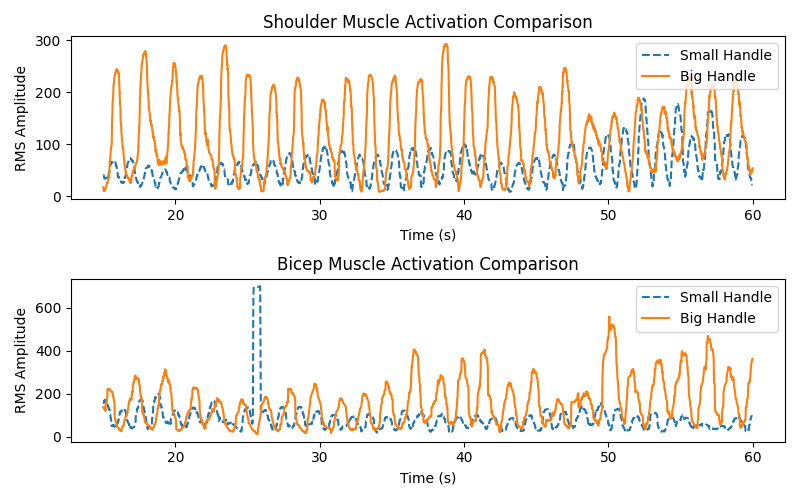 Shoulder Muscle Activation Comparison
300
200
100
0
RMS Amplitude
Small Handle
Big Handle
20 30 40 50 60
Time (s)
Bicep Muscle Activation Comparison
600
400
200
0
RMS Amplitude
Small Handle
Big Handle
20 30 40 50 60
Time (s)